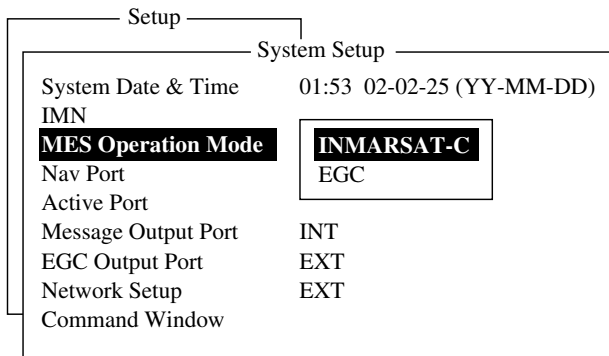 Setup
System Setup
System Date & Time 01:53 02-02-25 (YY-MM-DD)
IMN
MES Operation Mode INMARSAT-C
Nav Port EGC
Active Port
Message Output Port INT
EGC Output Port EXT
Network Setup EXT
Command Window